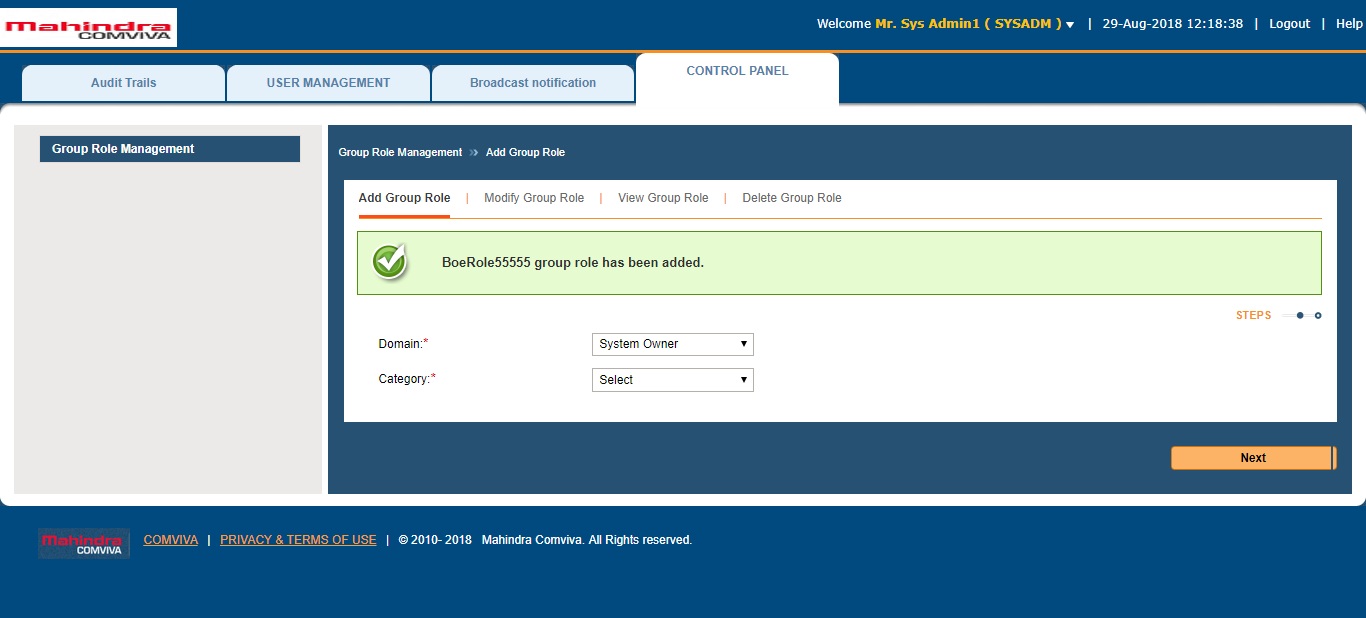 Mahindra
COMVIVA
Welcome Mr. Sys Admin1 ( SYSADM ) | 29-Aug-2018 12:18:38 | Logout | Help
Audit Trails
USER MANAGEMENT
Broadcast notification
CONTROL PANEL
Group Role Management
Group Role Management » Add Group Role
Add Group Role | Modify Group Role | View Group Role | Delete Group Role
BoeRole55555 group role has been added.
STEPS
Domain:* System Owner
Category:* Select
Next
Mahindra
COMVIVA
COMVIVA | PRIVACY & TERMS OF USE | © 2010- 2018 Mahindra Comviva. All Rights reserved.